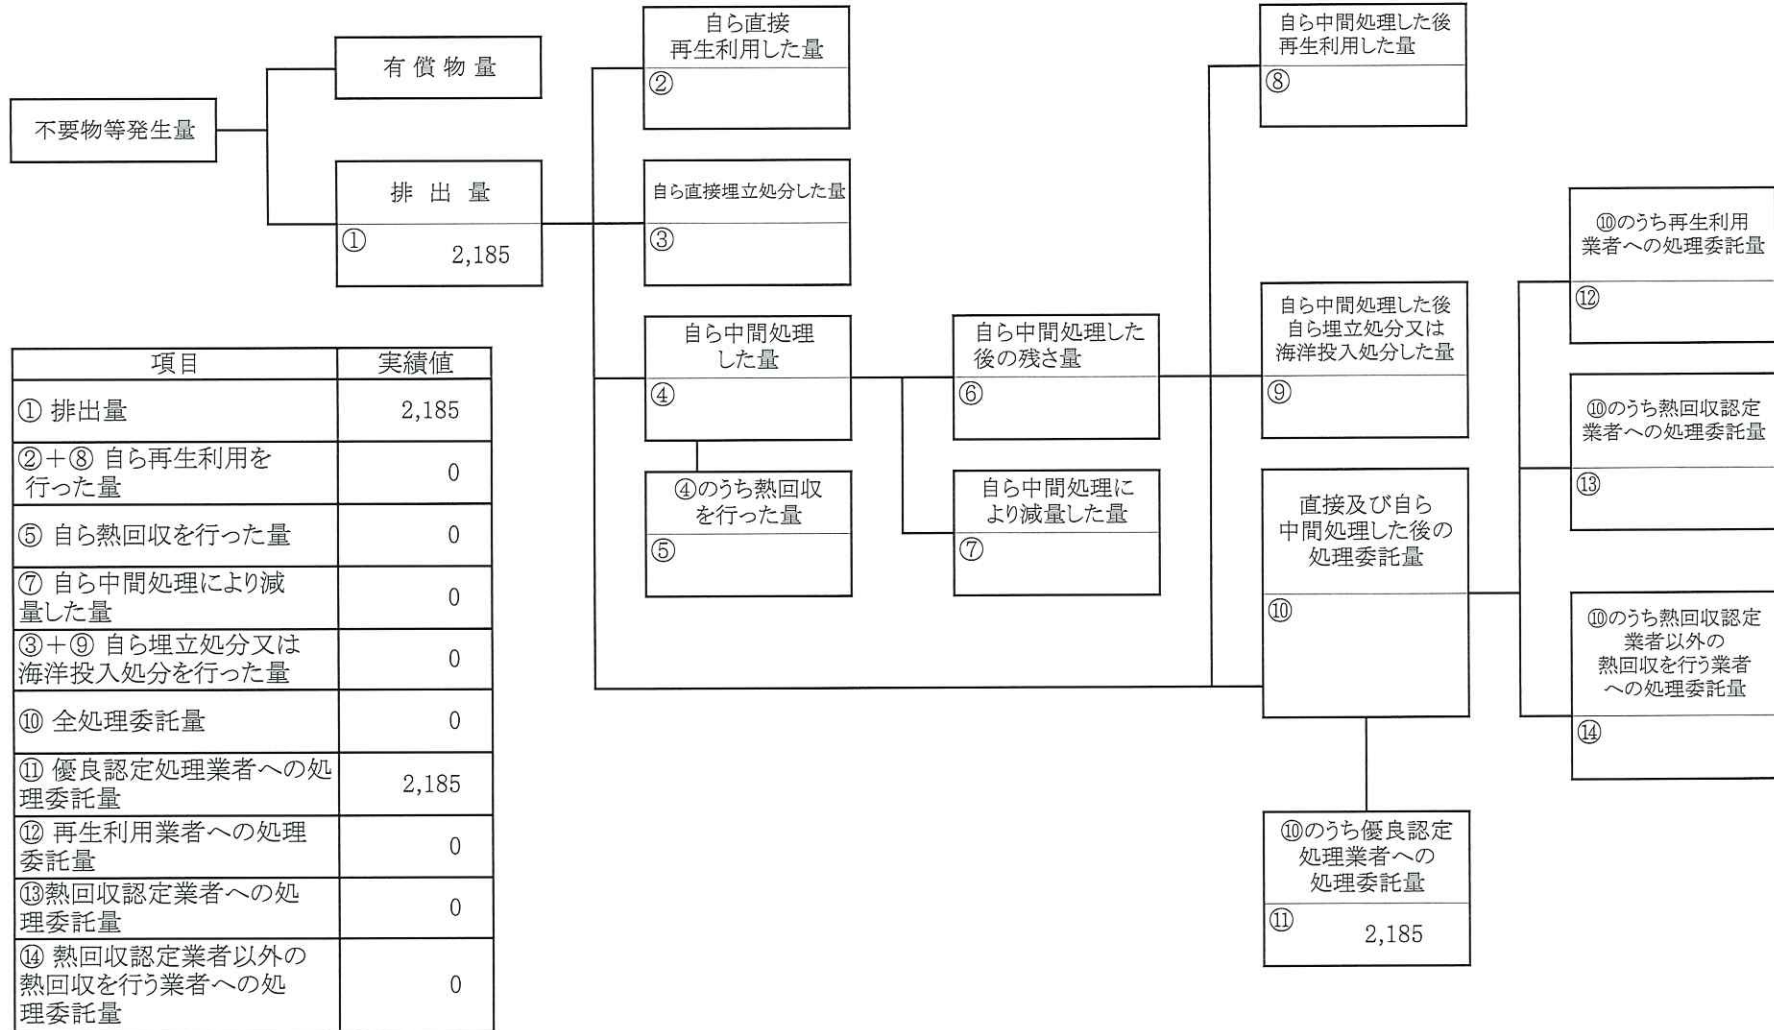 不要物等発生量
有償物量
排出量
①
2,185
自ら直接
再生利用した量
②
自ら直接埋立処分した量
③
自ら中間処理
した量
④
④のうち熱回収
を行った量
⑤
自ら中間処理した
後の残さ量
⑥
自ら中間処理に
より減量した量
⑦
自ら中間処理した後
再生利用した量
⑧
自ら中間処理した後
自ら埋立処分又は
海洋投入処分した量
⑨
直接及び自ら
中間処理した後の
処理委託量
⑩
⑩のうち優良認定
処理業者への
処理委託量
⑪
2,185
⑩のうち再生利用
業者への処理委託量
⑫
⑩のうち熱回収認定
業者への処理委託量
⑬
⑩のうち熱回収認定
業者以外の
熱回収を行う業者
への処理委託量
⑭
項目 実績値
① 排出量 2,185
②+⑧ 自ら再生利用を
行った量 0
⑤ 自ら熱回収を行った量 0
⑦ 自ら中間処理により減
量した量 0
③+⑨ 自ら埋立処分又は
海洋投入処分を行った量 0
⑩ 全処理委託量 0
⑪ 優良認定処理業者への処
理委託量 2,185
⑫ 再生利用業者への処理
委託量 0
⑬熱回収認定業者への処
理委託量 0
⑭ 熱回収認定業者以外の
熱回収を行う業者への処
理委託量 0